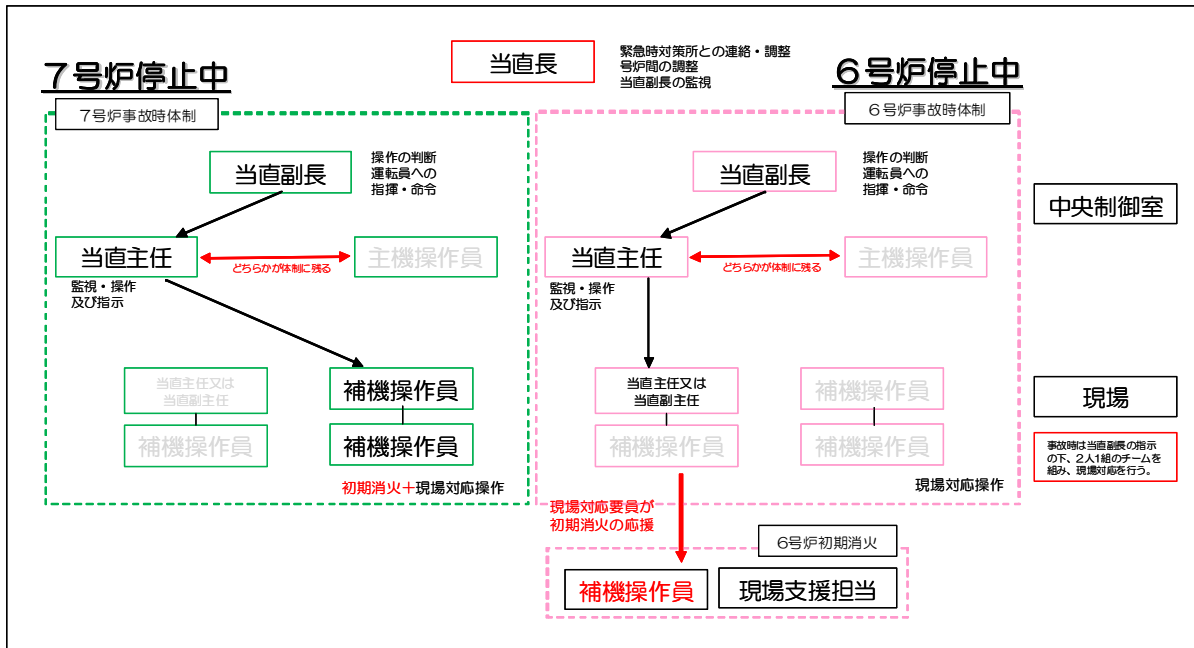 当直長
緊急時対策所との連絡・調整
号炉間の調整
当直副長の監視
7号炉停止中
7号炉事故時体制
当直副長
操作の判断
運転員への
指揮・命令
当直主任
どちらかが体制に残る
主機操作員
監視・操作
及び指示
当直主任又は
当直副主任
補機操作員
補機操作員
補機操作員
初期消火+現場対応操作
6号炉停止中
6号炉事故時体制
当直副長
操作の判断
運転員への
指揮・命令
当直主任
どちらかが体制に残る
主機操作員
監視・操作
及び指示
当直主任又は
当直副主任
補機操作員
補機操作員
補機操作員
現場対応操作
現場対応要員が
初期消火の応援
6号炉初期消火
補機操作員
現場支援担当
中央制御室
現場
事故時は当直副長の指示
の下、2人1組のチームを
組み、現場対応を行う。